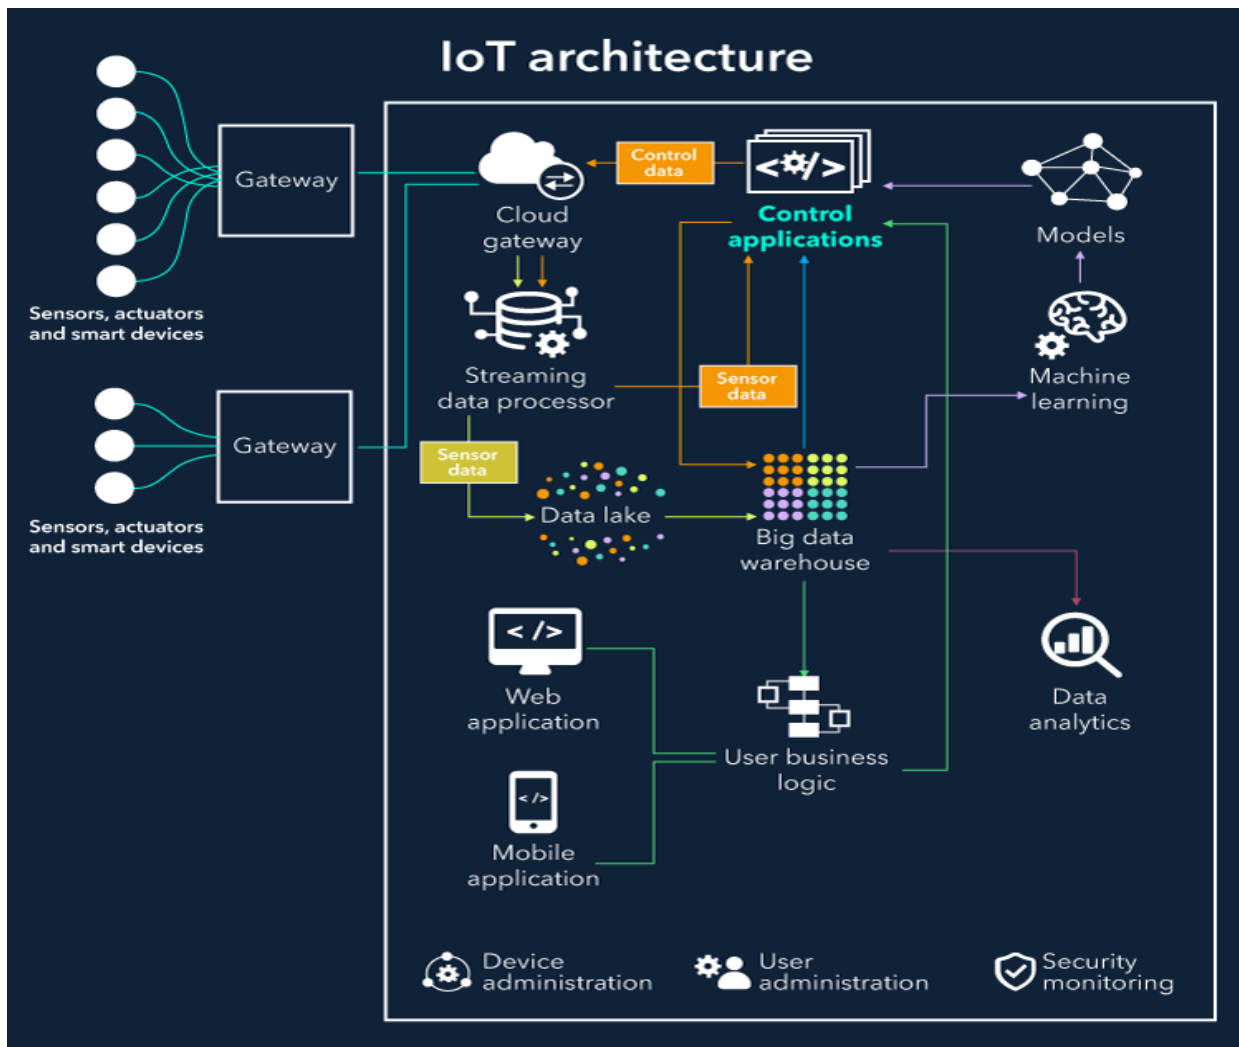 IoT architecture
Gateway
Sensors, actuators
and smart devices
Gateway
Sensors, actuators
and smart devices
Cloud
gateway
Control
data
< />
Control
applications
Models
Streaming
data processor
Sensor
data
Machine
learning
Sensor
data
Data lake
Big data
warehouse
< />
Web
application
User business
logic
Data
analytics
< />
Mobile
application
Device
administration
User
administration
Security
monitoring